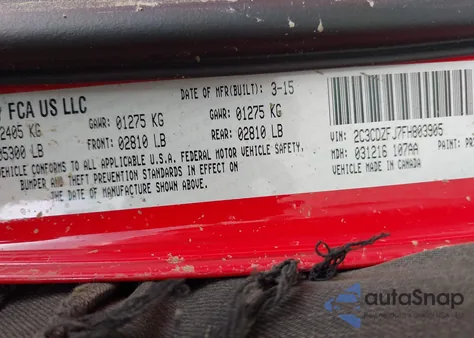 FCA US LLC DATE OF MFR(BUILT): 3-15
2405 KG GAWR: 01275 KG GAWR: 01275 KG
5300 LB FRONT: 02810 LB REAR: 02810 LB
VEHICLE CONFORMS TO ALL APPLICABLE U.S.A. FEDERAL MOTOR VEHICLE SAFETY,
BUMPER AND THEFT PREVENTION STANDARDS IN EFFECT ON
THE DATE OF MANUFACTURE SHOWN ABOVE.
VIN: 2C3CDZFJ7FH803905
MDH: 031216 107AA PAINT: PR
VEHICLE MADE IN CANADA
autoSnap